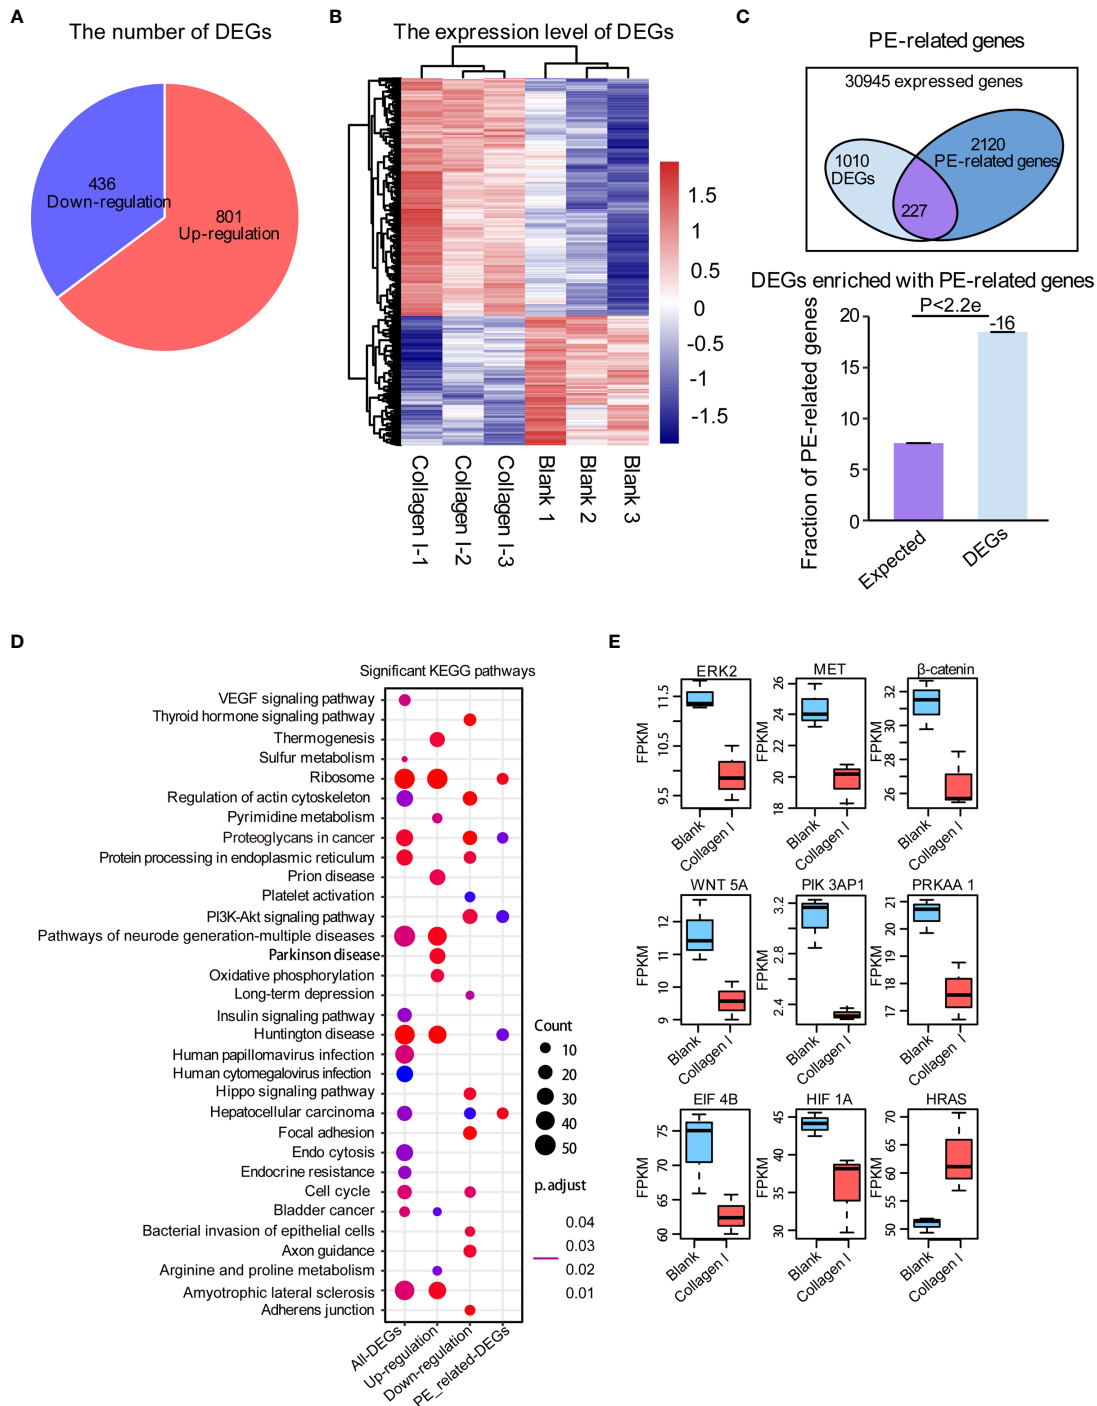 A
The number of DEGs
436
Down-regulation
801
Up-regulation
B
The expression level of DEGs
1.5
1
0.5
0
-0.5
-1
-1.5
Collagen I-1
Collagen I-2
Collagen I-3
Blank 1
Blank 2
Blank 3
C
PE-related genes
30945 expressed genes
1010
DEGs
2120
PE-related genes
227
DEGs enriched with PE-related genes
P<2.2e
-16
Fraction of PE-related genes
20
15
10
5
0
Expected
DEGs
D
Significant KEGG pathways
VEGF signaling pathway
Thyroid hormone signaling pathway
Thermogenesis
Sulfur metabolism
Ribosome
Regulation of actin cytoskeleton
Pyrimidine metabolism
Proteoglycans in cancer
Protein processing in endoplasmic reticulum
Prion disease
Platelet activation
PI3K-Akt signaling pathway
Pathways of neurode generation-multiple diseases
Parkinson disease
Oxidative phosphorylation
Long-term depression
Insulin signaling pathway
Huntington disease
Human papillomavirus infection
Human cytomegalovirus infection
Hippo signaling pathway
Hepatocellular carcinoma
Focal adhesion
Endo cytosis
Endocrine resistance
Cell cycle
Bladder cancer
Bacterial invasion of epithelial cells
Axon guidance
Arginine and proline metabolism
Amyotrophic lateral sclerosis
Adherens junction
All-DEGs
Up-regulation
Down-regulation
PE_related-DEGs
Count
10
20
30
40
50
p.adjust
0.04
0.03
0.02
0.01
E
ERK2
FPKM
11.5
10.5
9.5
Blank
Collagen I
MET
FPKM
26
24
22
20
18
Blank
Collagen I
β-catenin
FPKM
32
30
28
26
Blank
Collagen I
WNT 5A
FPKM
12
11
10
9
Blank
Collagen I
PIK 3AP1
FPKM
3.2
2.8
2.4
Blank
Collagen I
PRKAA 1
FPKM
21
20
18
17
Blank
Collagen I
EIF 4B
FPKM
75
70
65
60
Blank
Collagen I
HIF 1A
FPKM
45
40
35
30
Blank
Collagen I
HRAS
FPKM
70
65
60
55
50
Blank
Collagen I